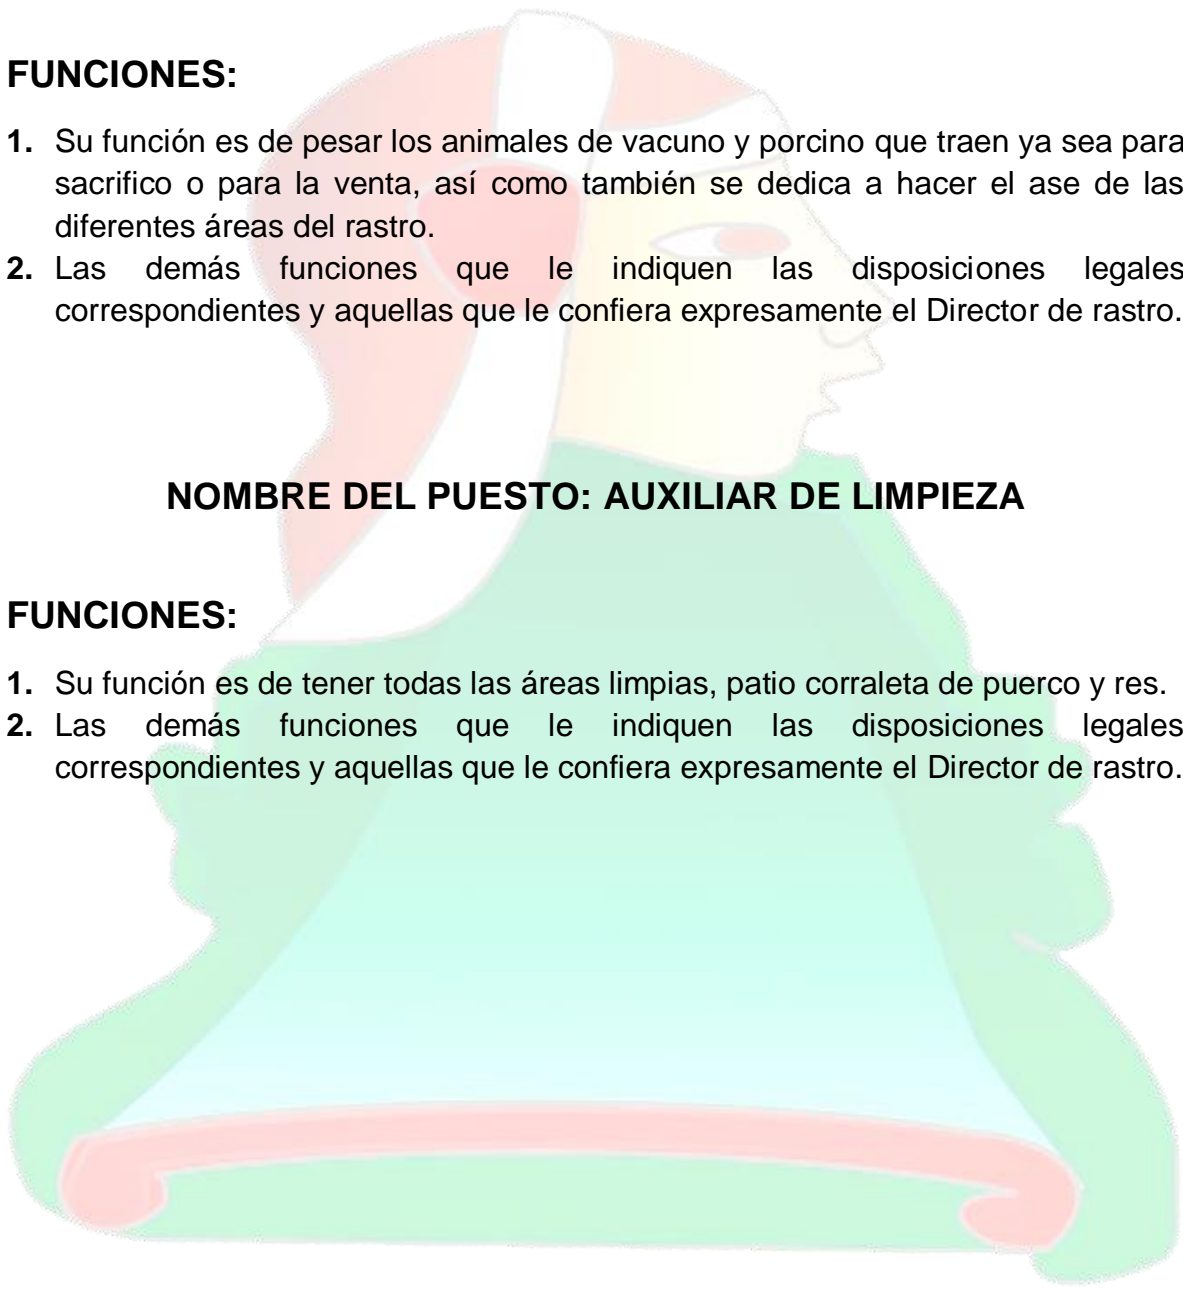 FUNCIONES:
1. Su función es de pesar los animales de vacuno y porcino que traen ya sea para
sacrifico o para la venta, así como también se dedica a hacer el ase de las
diferentes áreas del rastro.
2. Las demás funciones que le indiquen las disposiciones legales
correspondientes y aquellas que le confiera expresamente el Director de rastro.
NOMBRE DEL PUESTO: AUXILIAR DE LIMPIEZA
FUNCIONES:
1. Su función es de tener todas las áreas limpias, patio corraleta de puerco y res.
2. Las demás funciones que le indiquen las disposiciones legales
correspondientes y aquellas que le confiera expresamente el Director de rastro.